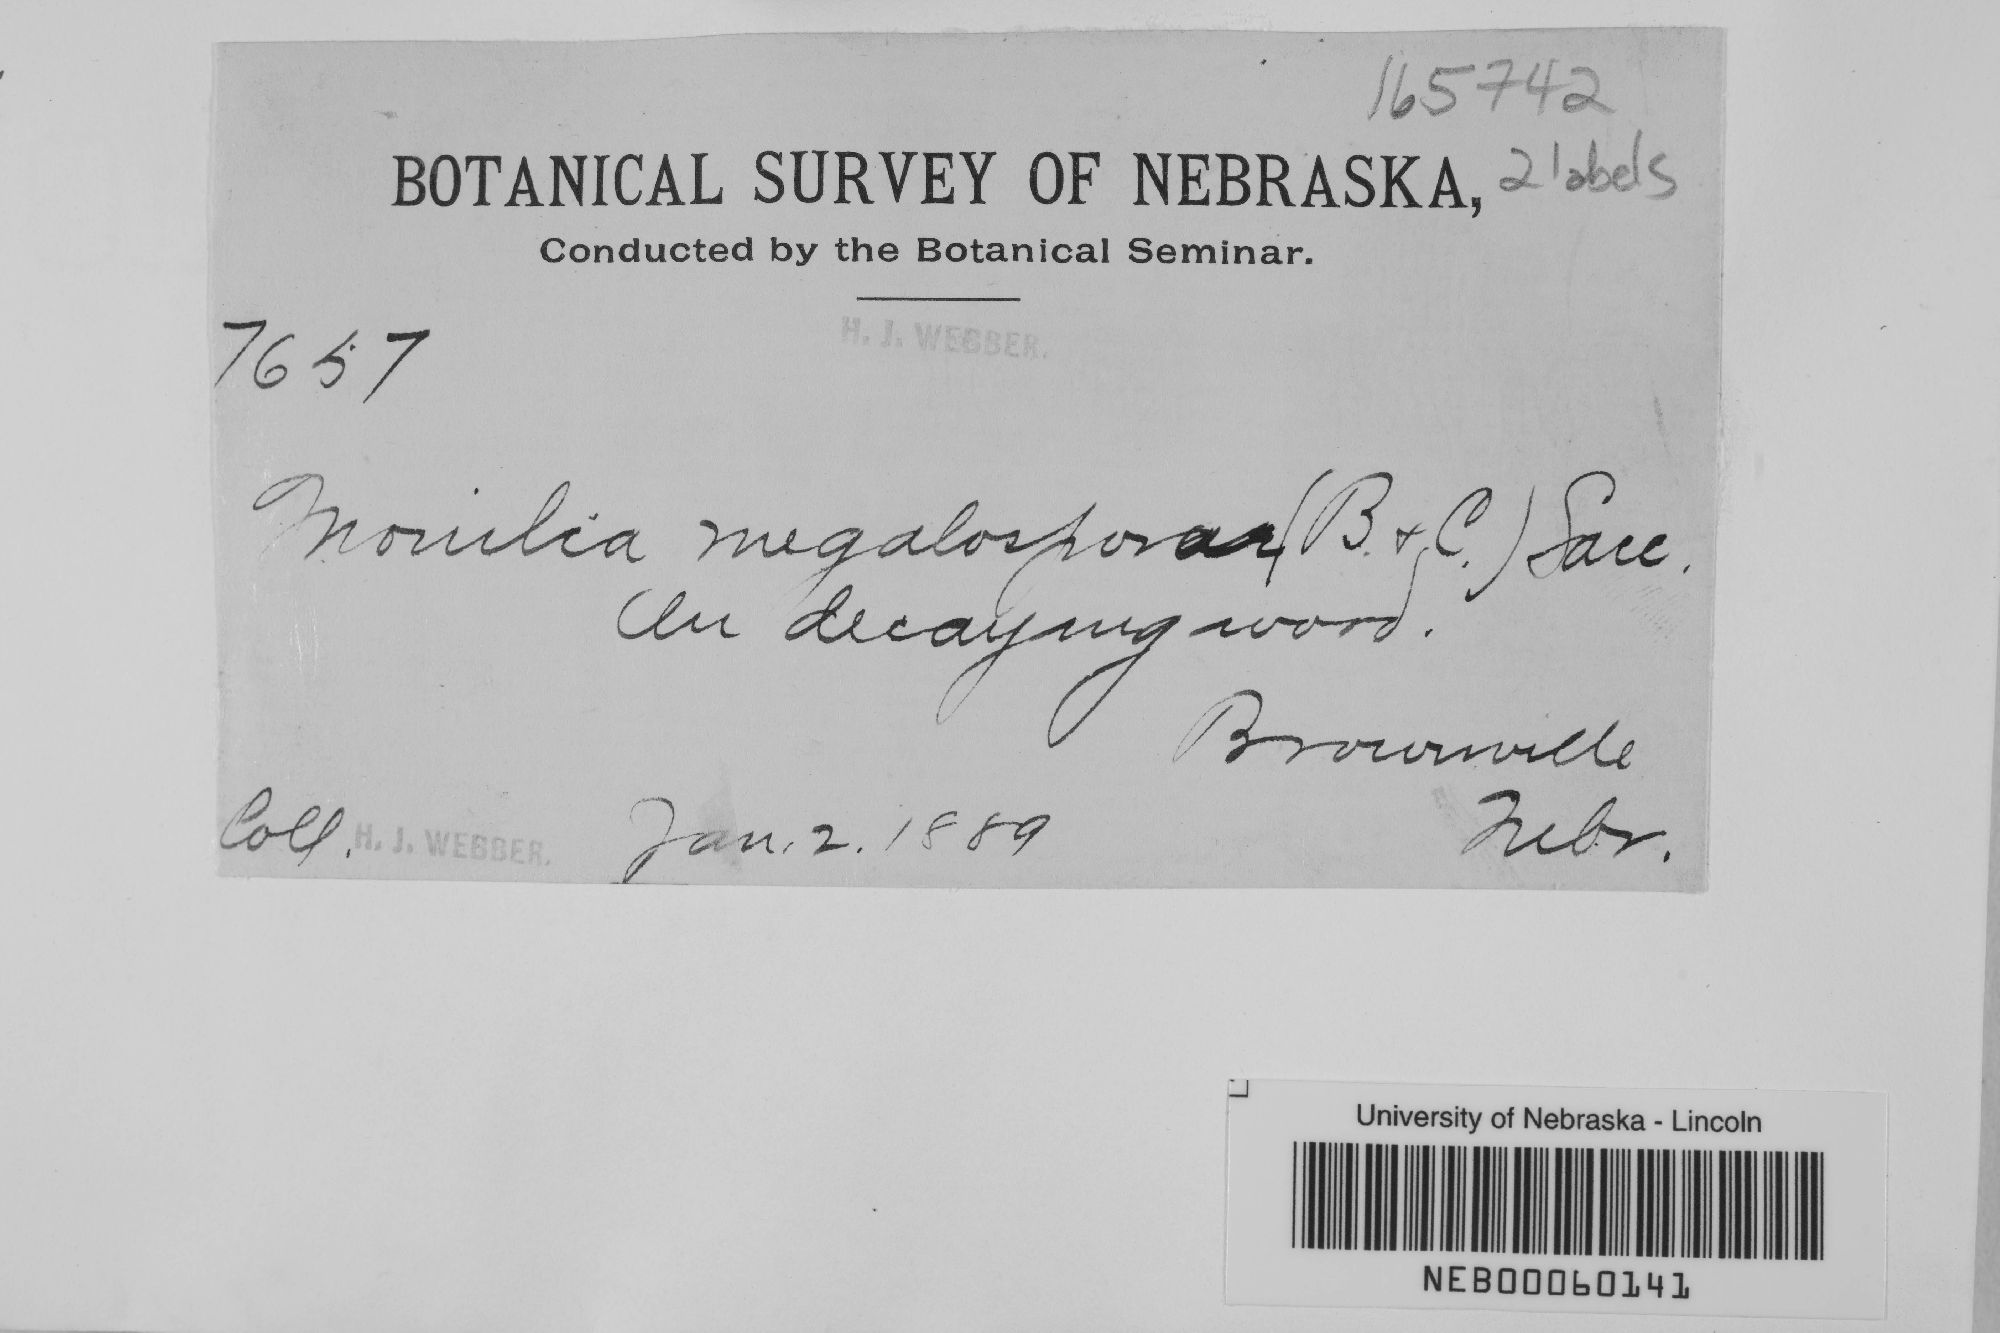 165742
BOTANICAL SURVEY OF NEBRASKA, 2 labels
Conducted by the Botanical Seminar.
H. J. WEBBER.
7657
Monilia megalospora (B. & C.) Sacc.
On decaying wood.
Brownville
Coll. H. J. WEBBER. Jan. 2. 1889 Nebr.
University of Nebraska - Lincoln
NEB00060141